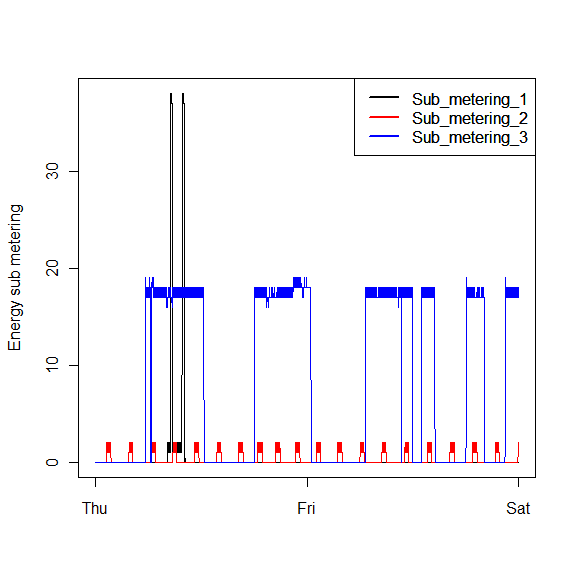 Sub_metering_1
Sub_metering_2
Sub_metering_3
Energy sub metering
30
20
10
0
Thu Fri Sat